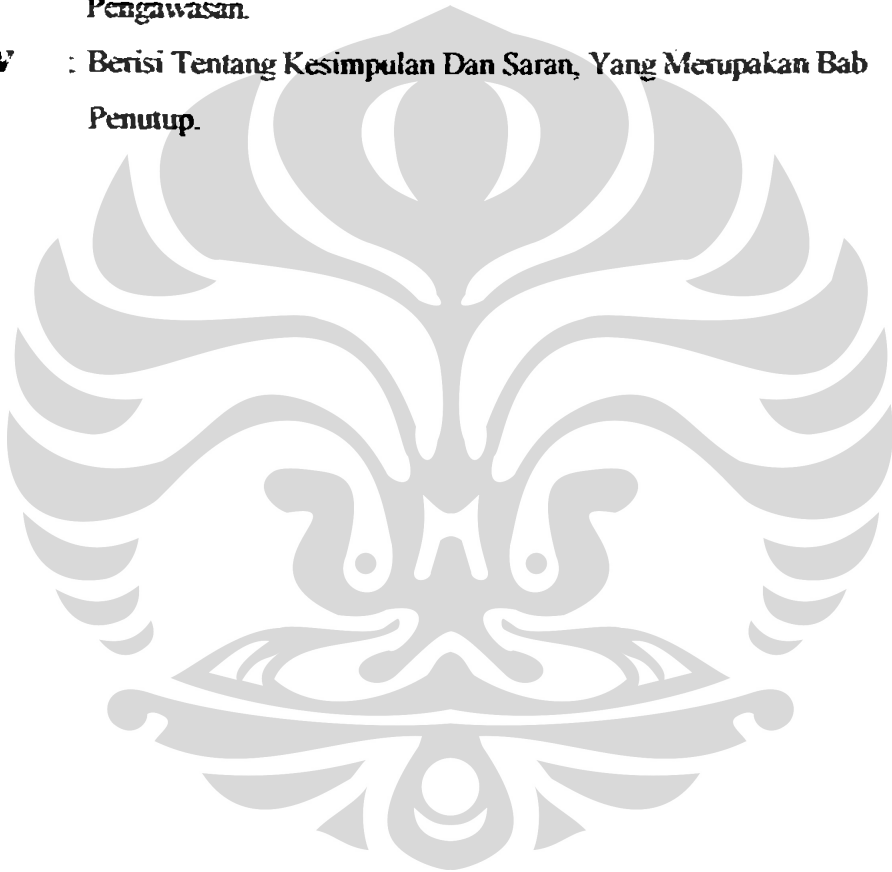 Pengawasan.
V : Berisi Tentang Kesimpulan Dan Saran, Yang Merupakan Bab
Penutup.